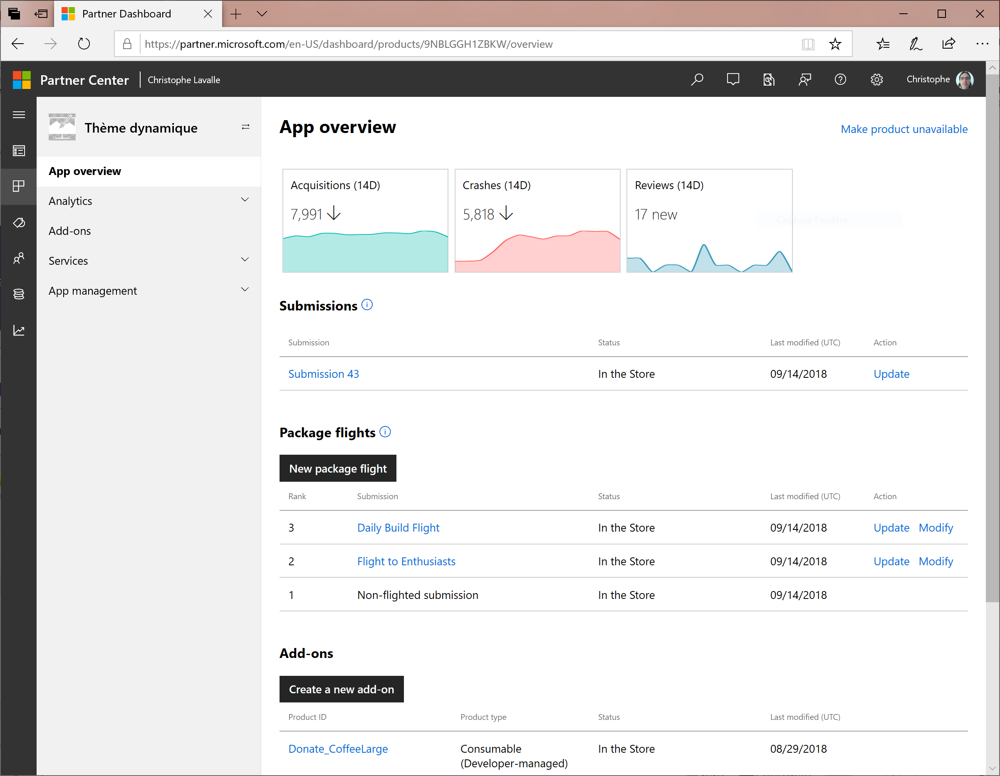 Partner Dashboard
https://partner.microsoft.com/en-US/dashboard/products/9NBLGGH1ZBKW/overview
Partner Center Christophe Lavalle Christophe
Thème dynamique
App overview
Analytics
Add-ons
Services
App management
App overview
Make product unavailable
Acquisitions (14D)
7,991
Crashes (14D)
5,818
Reviews (14D)
17 new
Capture Fenêtre
Submissions
Submission Status Last modified (UTC) Action
Submission 43 In the Store 09/14/2018 Update
Package flights
New package flight
Rank Submission Status Last modified (UTC) Action
3 Daily Build Flight In the Store 09/14/2018 Update Modify
2 Flight to Enthusiasts In the Store 09/14/2018 Update Modify
1 Non-flighted submission In the Store 09/14/2018
Add-ons
Create a new add-on
Product ID Product type Status Last modified (UTC)
Donate_CoffeeLarge Consumable In the Store 08/29/2018
(Developer-managed)